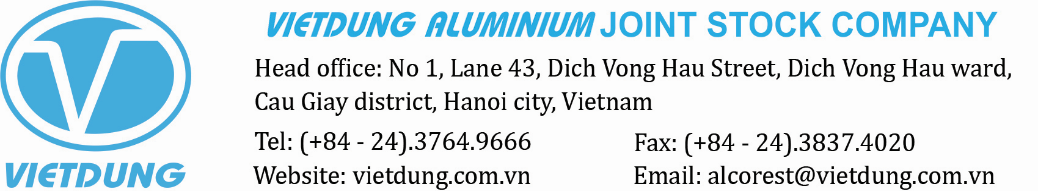 VIETDUNG ALUMINIUM JOINT STOCK COMPANY
Head office: No 1, Lane 43, Dich Vong Hau Street, Dich Vong Hau ward,
Cau Giay district, Hanoi city, Vietnam
Tel: (+84 - 24).3764.9666 Fax: (+84 - 24).3837.4020
Website: vietdung.com.vn Email: alcorest@vietdung.com.vn
VIETDUNG